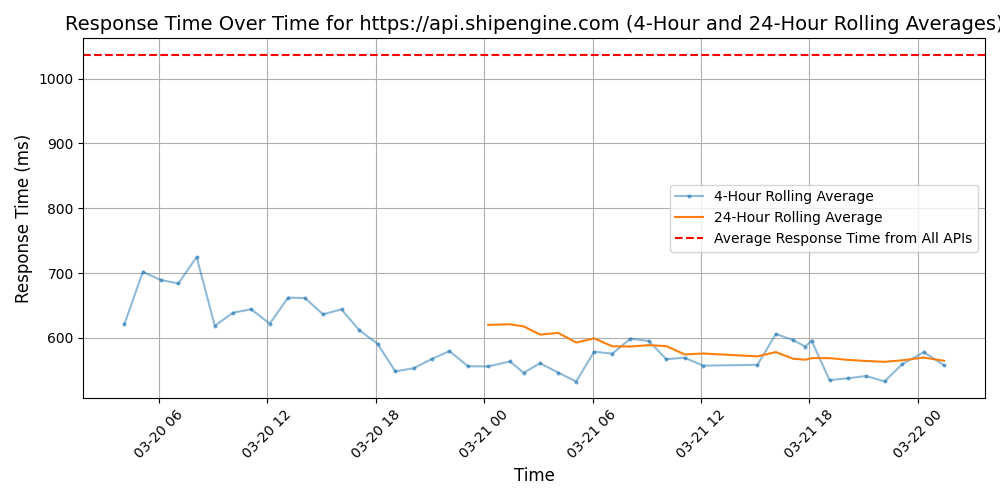 Response Time Over Time for https://api.shipengine.com (4-Hour and 24-Hour Rolling Averages)
Response Time (ms)
1000
900
800
700
600
4-Hour Rolling Average
24-Hour Rolling Average
Average Response Time from All APIs
03-20 06
03-20 12
03-20 18
03-21 00
03-21 06
03-21 12
03-21 18
03-22 00
Time